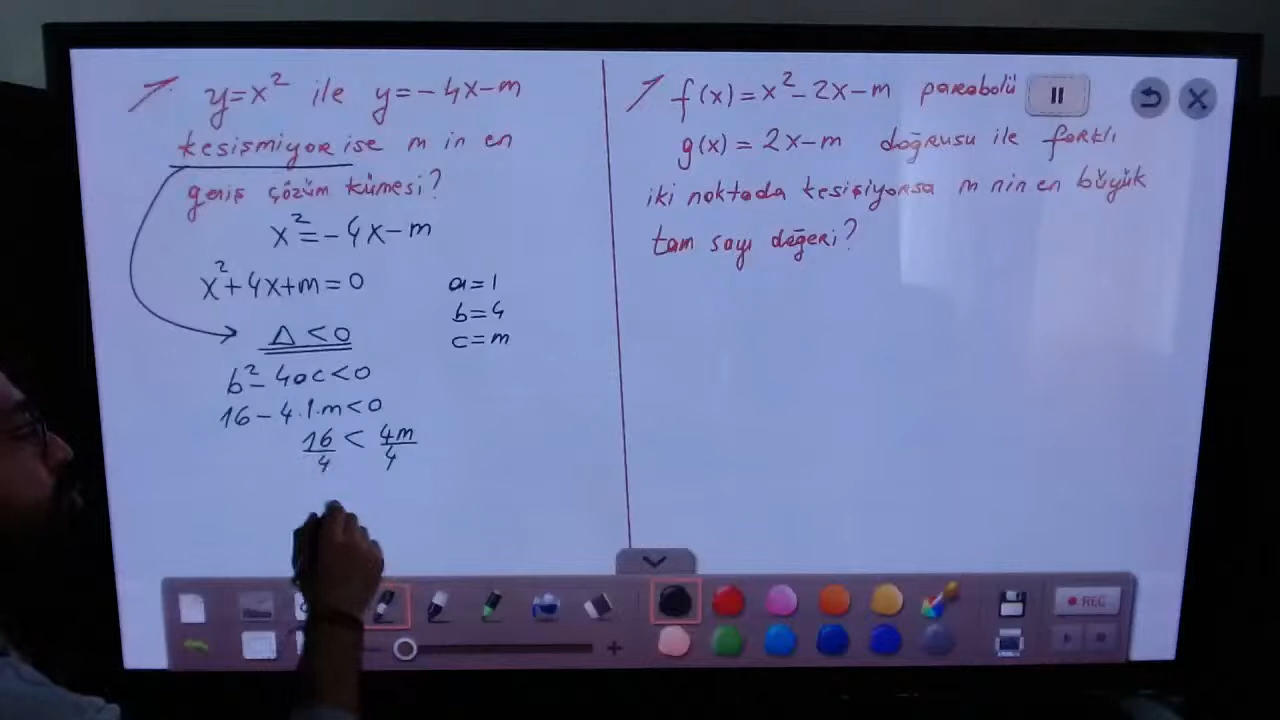 y=x² ile y=-4x-m
kesişmiyor ise m in en
geniş çözüm kümesi?
x²=-4x-m
x²+4x+m=0
a=1
b=4
c=m
Δ<0
b²-4ac<0
16-4.1.m<0
16/4 < 4m/4
f(x)=x²-2x-m parabolü
g(x)=2x-m doğrusu ile farklı
iki noktada kesişiyorsa m nin en büyük
tam sayı değeri?
REC